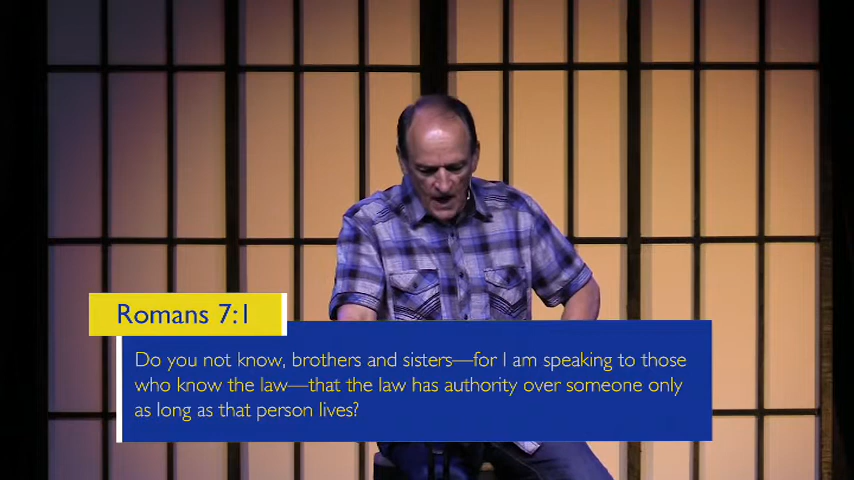 Romans 7:1
Do you not know, brothers and sisters—for I am speaking to those
who know the law—that the law has authority over someone only
as long as that person lives?